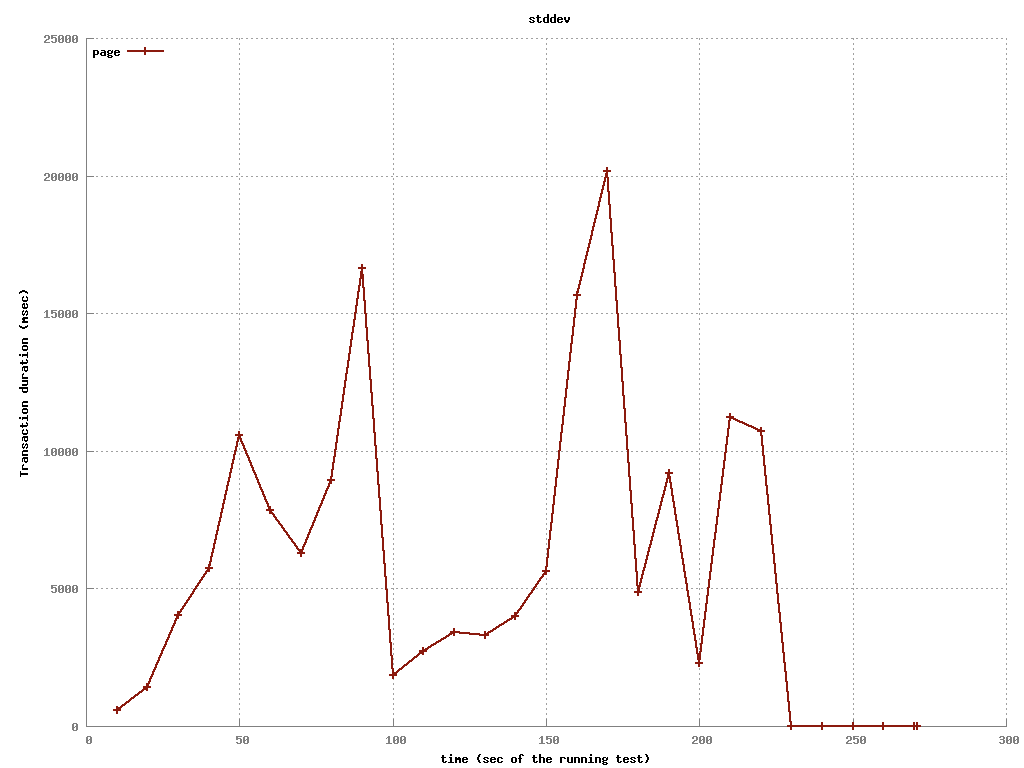 stddev
25000
page
20000
15000
10000
5000
0
0 50 100 150 200 250 300
time (sec of the running test)
Transaction duration (msec)